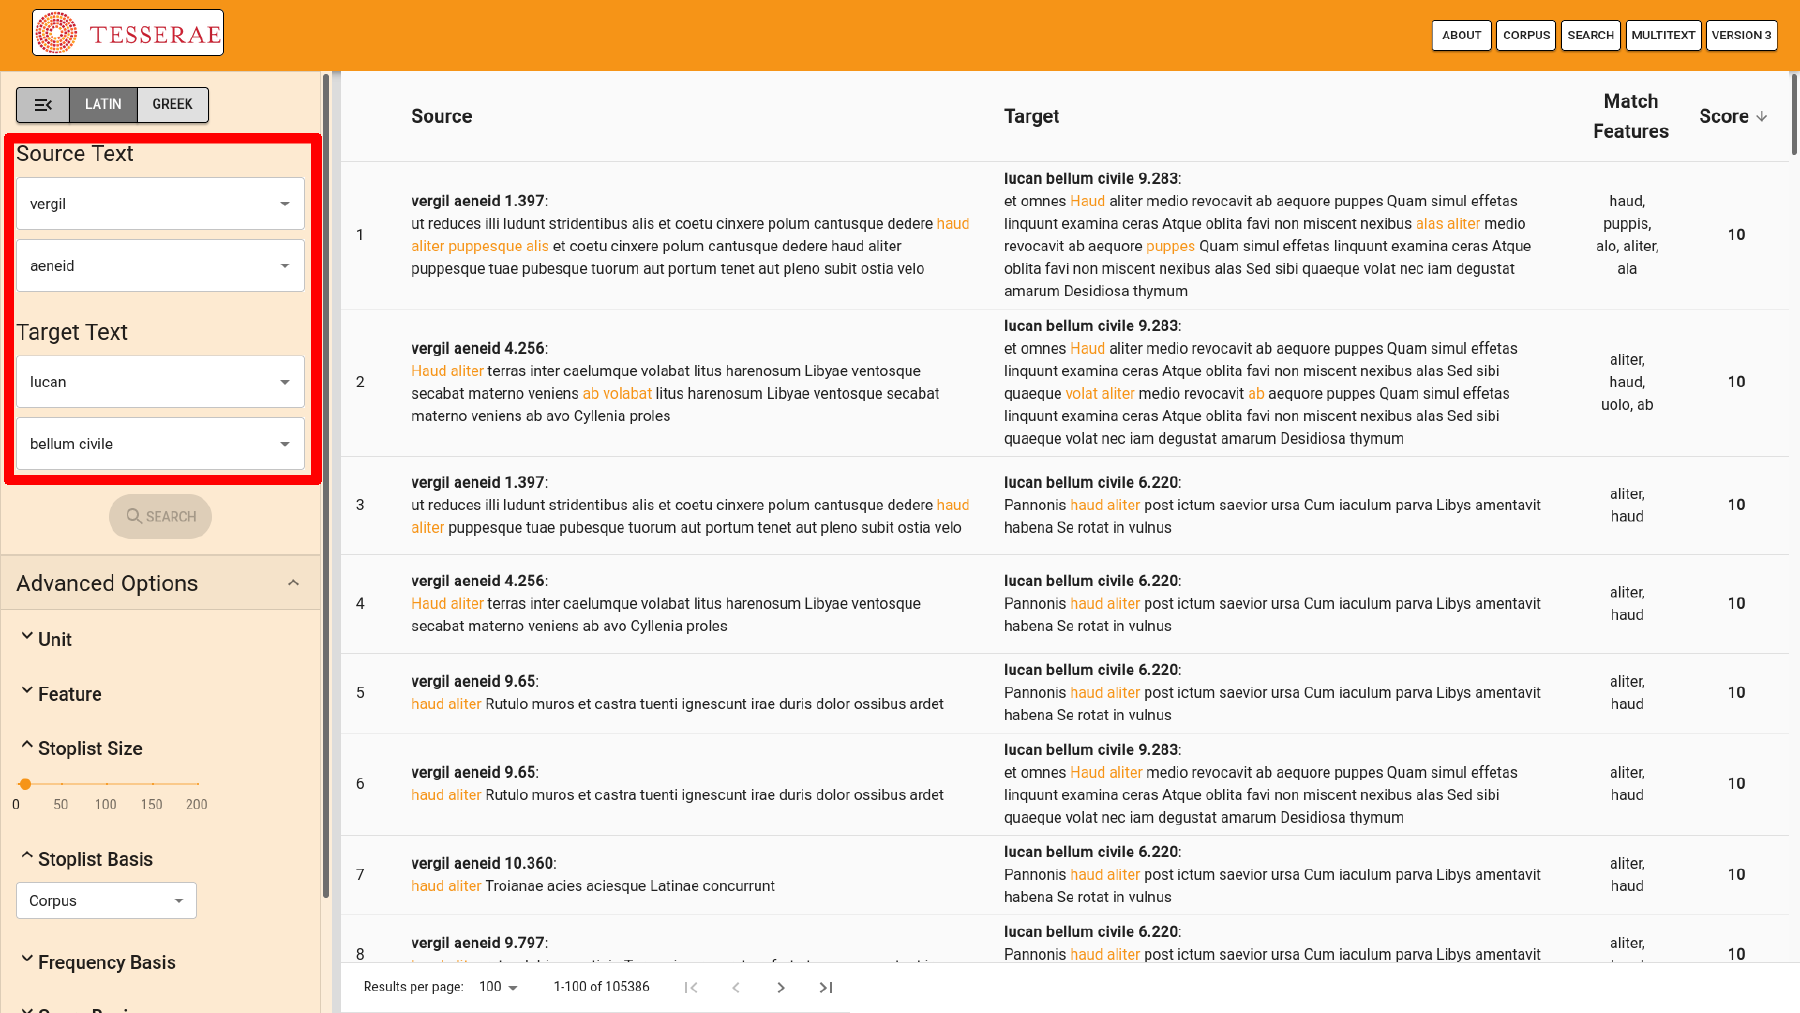 TESSERAE
ABOUT
CORPUS
SEARCH
MULTITEXT
VERSION 3
LATIN
GREEK
Source Text
vergil
aeneid
Target Text
lucan
bellum civile
SEARCH
Advanced Options
Unit
Feature
Stoplist Size
0 50 100 150 200
Stoplist Basis
Corpus
Frequency Basis
Source
Target
Match
Features
Score
1
vergil aeneid 1.397:
ut reduces illi ludunt stridentibus alis et coetu cinxere polum cantusque dedere haud
aliter puppesque alis et coetu cinxere polum cantusque dedere haud aliter
puppesque tuae pubesque tuorum aut portum tenet aut pleno subit ostia velo
lucan bellum civile 9.283:
et omnes Haud aliter medio revocavit ab aequore puppes Quam simul effetas
linquunt examina ceras Atque oblita favi non miscent nexibus alas aliter medio
revocavit ab aequore puppes Quam simul effetas linquunt examina ceras Atque
oblita favi non miscent nexibus alas Sed sibi quaeque volat nec iam degustat
amarum Desidiosa thymum
haud,
puppis,
alo, aliter,
ala
10
2
vergil aeneid 4.256:
Haud aliter terras inter caelumque volabat litus harenosum Libyae ventosque
secabat materno veniens ab volabat litus harenosum Libyae ventosque secabat
materno veniens ab avo Cyllenia proles
lucan bellum civile 9.283:
et omnes Haud aliter medio revocavit ab aequore puppes Quam simul effetas
linquunt examina ceras Atque oblita favi non miscent nexibus alas Sed sibi
quaeque volat aliter medio revocavit ab aequore puppes Quam simul effetas
linquunt examina ceras Atque oblita favi non miscent nexibus alas Sed sibi
quaeque volat nec iam degustat amarum Desidiosa thymum
aliter,
haud,
uolo, ab
10
3
vergil aeneid 1.397:
ut reduces illi ludunt stridentibus alis et coetu cinxere polum cantusque dedere haud
aliter puppesque tuae pubesque tuorum aut portum tenet aut pleno subit ostia velo
lucan bellum civile 6.220:
Pannonis haud aliter post ictum saevior ursa Cum iaculum parva Libys amentavit
habena Se rotat in vulnus
aliter,
haud
10
4
vergil aeneid 4.256:
Haud aliter terras inter caelumque volabat litus harenosum Libyae ventosque
secabat materno veniens ab avo Cyllenia proles
lucan bellum civile 6.220:
Pannonis haud aliter post ictum saevior ursa Cum iaculum parva Libys amentavit
habena Se rotat in vulnus
aliter,
haud
10
5
vergil aeneid 9.65:
haud aliter Rutulo muros et castra tuenti ignescunt irae duris dolor ossibus ardet
lucan bellum civile 6.220:
Pannonis haud aliter post ictum saevior ursa Cum iaculum parva Libys amentavit
habena Se rotat in vulnus
aliter,
haud
10
6
vergil aeneid 9.65:
haud aliter Rutulo muros et castra tuenti ignescunt irae duris dolor ossibus ardet
lucan bellum civile 9.283:
et omnes Haud aliter medio revocavit ab aequore puppes Quam simul effetas
linquunt examina ceras Atque oblita favi non miscent nexibus alas Sed sibi
quaeque volat nec iam degustat amarum Desidiosa thymum
aliter,
haud
10
7
vergil aeneid 10.360:
haud aliter Troianae acies aciesque Latinae concurrunt
lucan bellum civile 6.220:
Pannonis haud aliter post ictum saevior ursa Cum iaculum parva Libys amentavit
habena Se rotat in vulnus
aliter,
haud
10
8
vergil aeneid 9.797:
lucan bellum civile 6.220:
Pannonis haud aliter post ictum saevior ursa Cum iaculum parva Libys amentavit
aliter,
10
Results per page: 100
1-100 of 105386